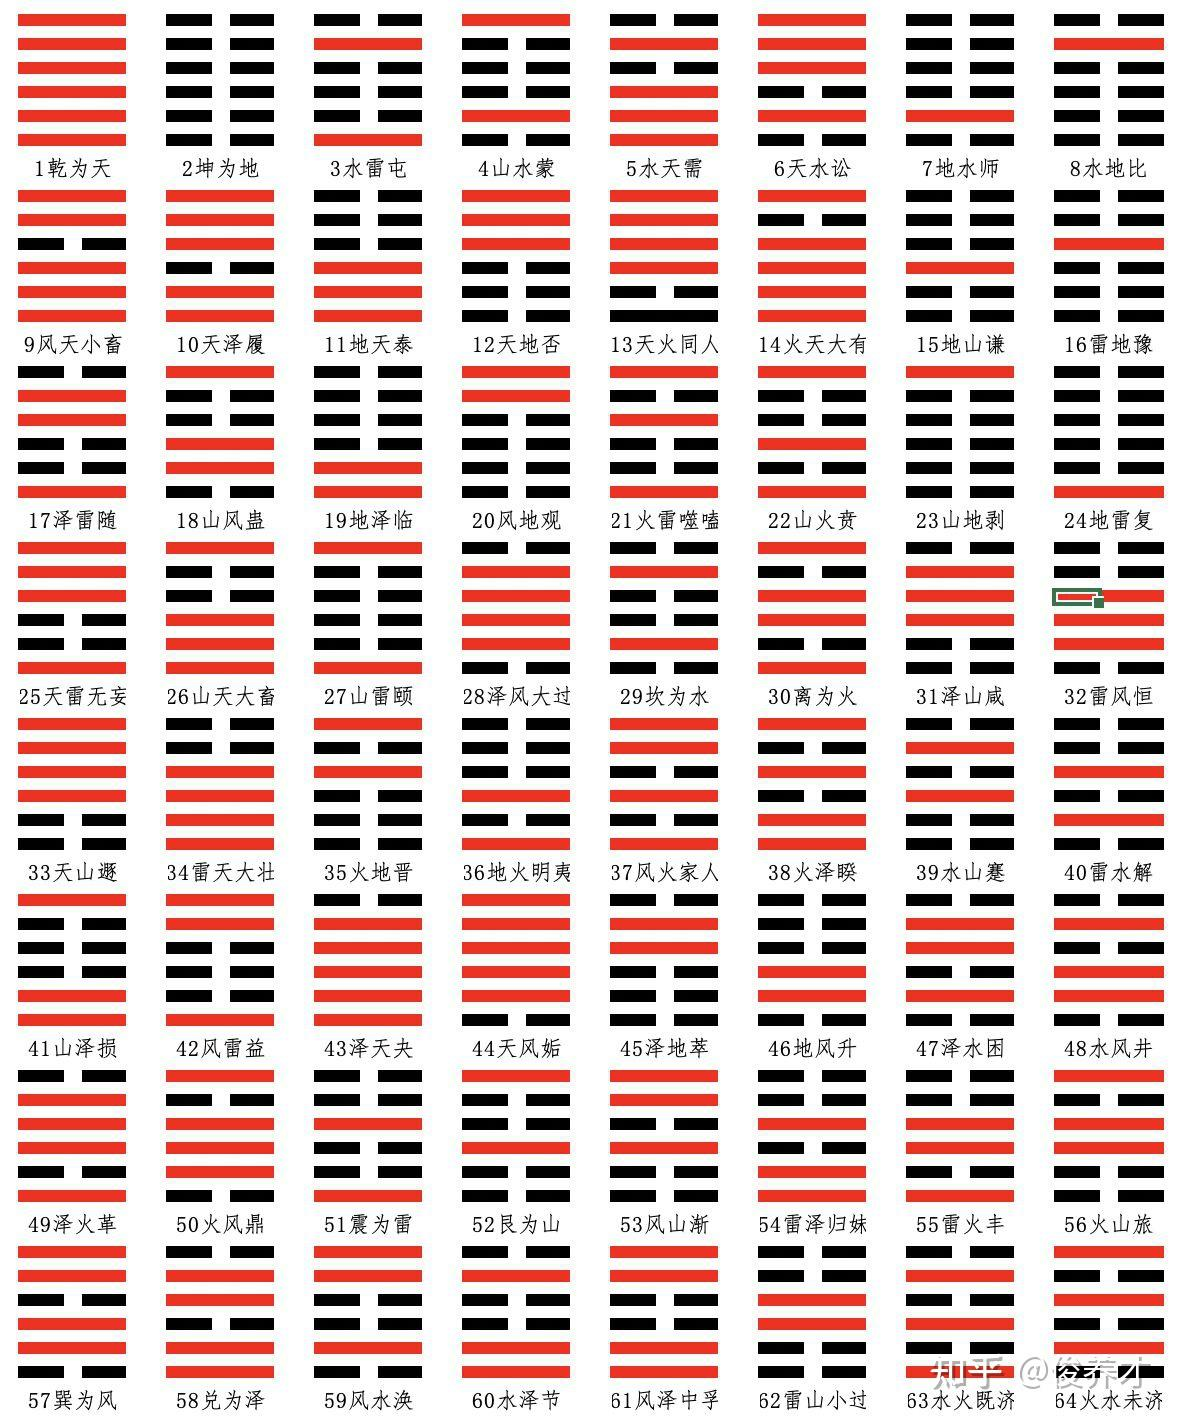 1乾为天 2坤为地 3水雷屯 4山水蒙 5水天需 6天水讼 7地水师 8水地比
9风天小畜 10天泽履 11地天泰 12天地否 13天火同人 14火天大有 15地山谦 16雷地豫
17泽雷随 18山风蛊 19地泽临 20风地观 21火雷噬嗑 22山火贲 23山地剥 24地雷复
25天雷无妄 26山天大畜 27山雷颐 28泽风大过 29坎为水 30离为火 31泽山咸 32雷风恒
33天山遯 34雷天大壮 35火地晋 36地火明夷 37风火家人 38火泽睽 39水山蹇 40雷水解
41山泽损 42风雷益 43泽天夬 44天风姤 45泽地萃 46地风升 47泽水困 48水风井
49泽火革 50火风鼎 51震为雷 52艮为山 53风山渐 54雷泽归妹 55雷火丰 56火山旅
57巽为风 58兑为泽 59风水涣 60水泽节 61风泽中孚 62雷山小过 63水火既济 64火水未济
知乎 @俊养才